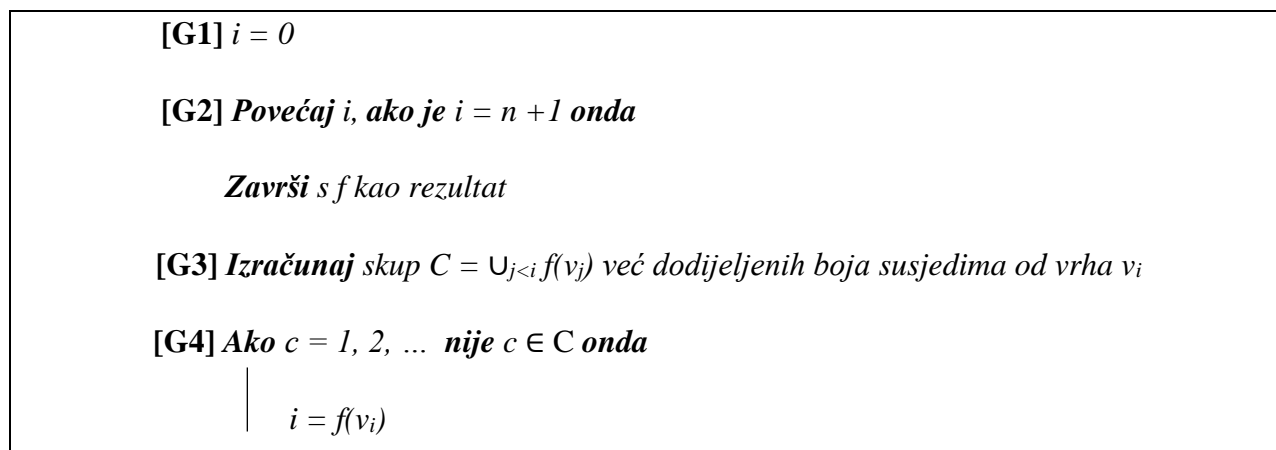 [G1] i = 0
[G2] Povećaj i, ako je i = n +1 onda
Završi s f kao rezultat
[G3] Izračunaj skup C = ∪j<i f(vj) već dodijeljenih boja susjedima od vrha vi
[G4] Ako c = 1, 2, … nije c ∈ C onda
i = f(vi)